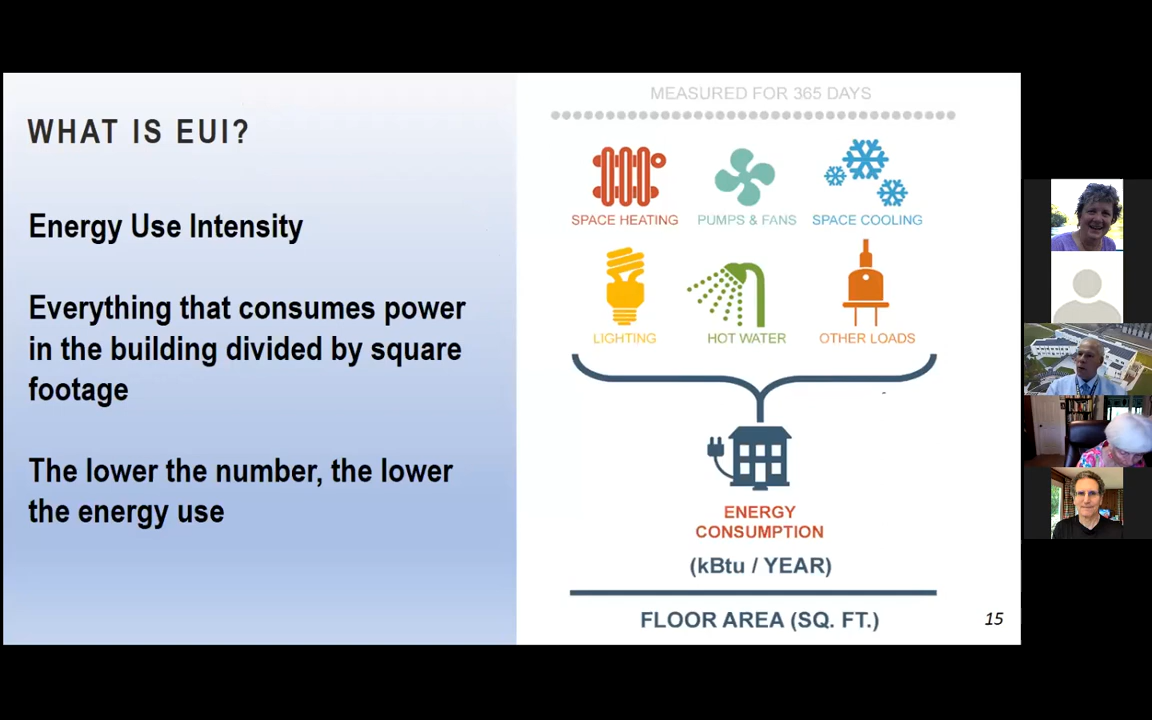 WHAT IS EUI?
Energy Use Intensity
Everything that consumes power
in the building divided by square
footage
The lower the number, the lower
the energy use
MEASURED FOR 365 DAYS
SPACE HEATING
PUMPS & FANS
SPACE COOLING
LIGHTING
HOT WATER
OTHER LOADS
ENERGY
CONSUMPTION
(kBtu / YEAR)
FLOOR AREA (SQ. FT.)
15